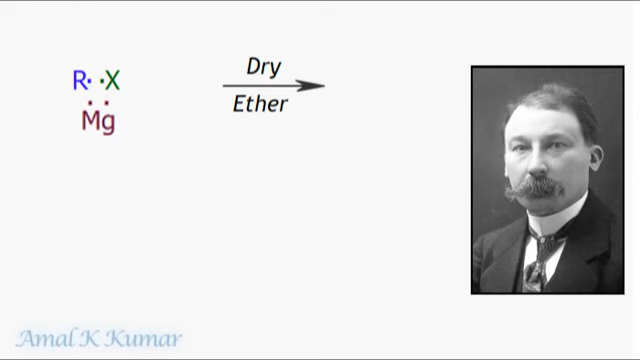 R· ·X
··
Mg
Dry
Ether
Amal K Kumar